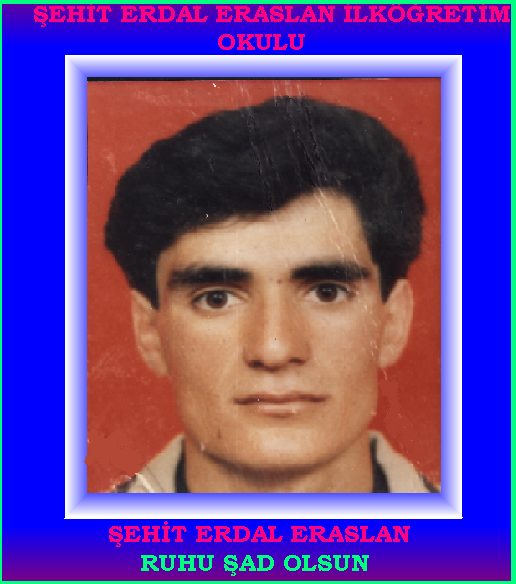 ŞEHİT ERDAL ERASLAN İLKÖĞRETİM
OKULU
ŞEHİT ERDAL ERASLAN
RUHU ŞAD OLSUN